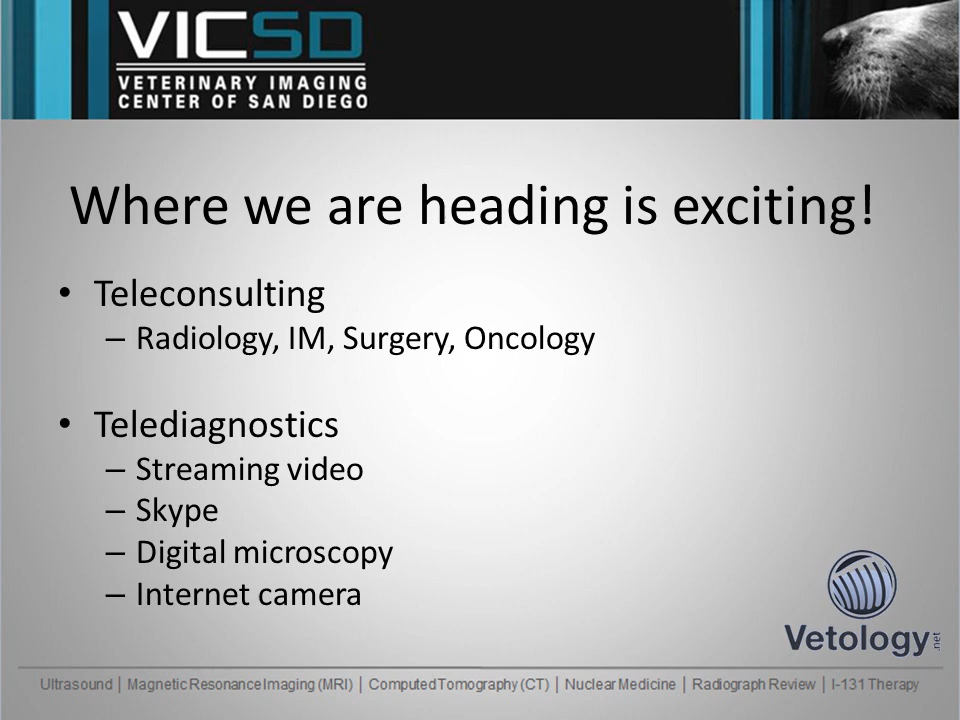 VICSD
VETERINARY IMAGING
CENTER OF SAN DIEGO
Where we are heading is exciting!
• Teleconsulting
– Radiology, IM, Surgery, Oncology
• Telediagnostics
– Streaming video
– Skype
– Digital microscopy
– Internet camera
Vetology.net
Ultrasound | Magnetic Resonance Imaging (MRI) | Computed Tomography (CT) | Nuclear Medicine | Radiograph Review | I-131 Therapy